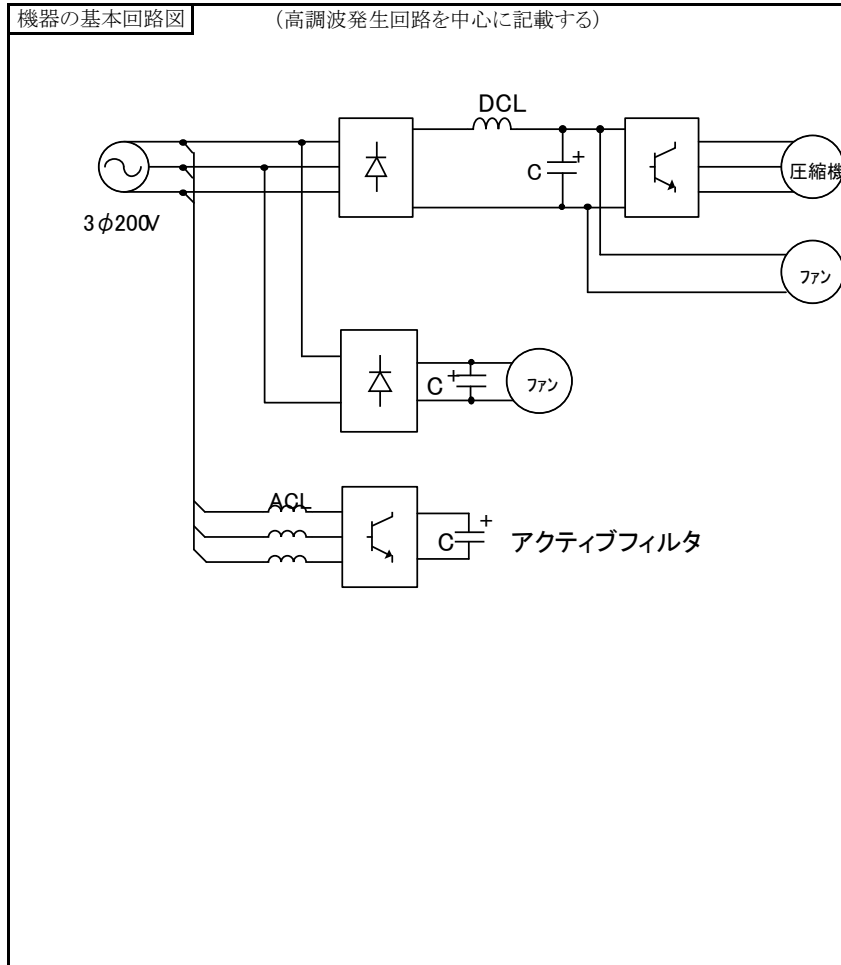 機器の基本回路図 (高調波発生回路を中心に記載する)
DCL
C +
圧縮機
3φ200V
ファン
C +
ファン
ACL
C +
アクティブフィルタ